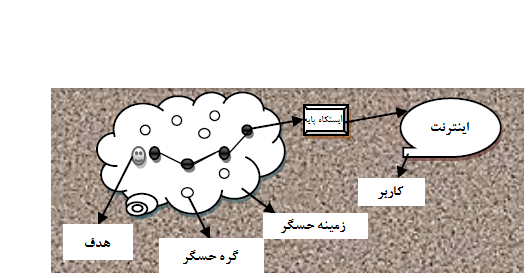 ایستگاه پایه
اینترنت
کاربر
زمینه حسگر
هدف
گره حسگر